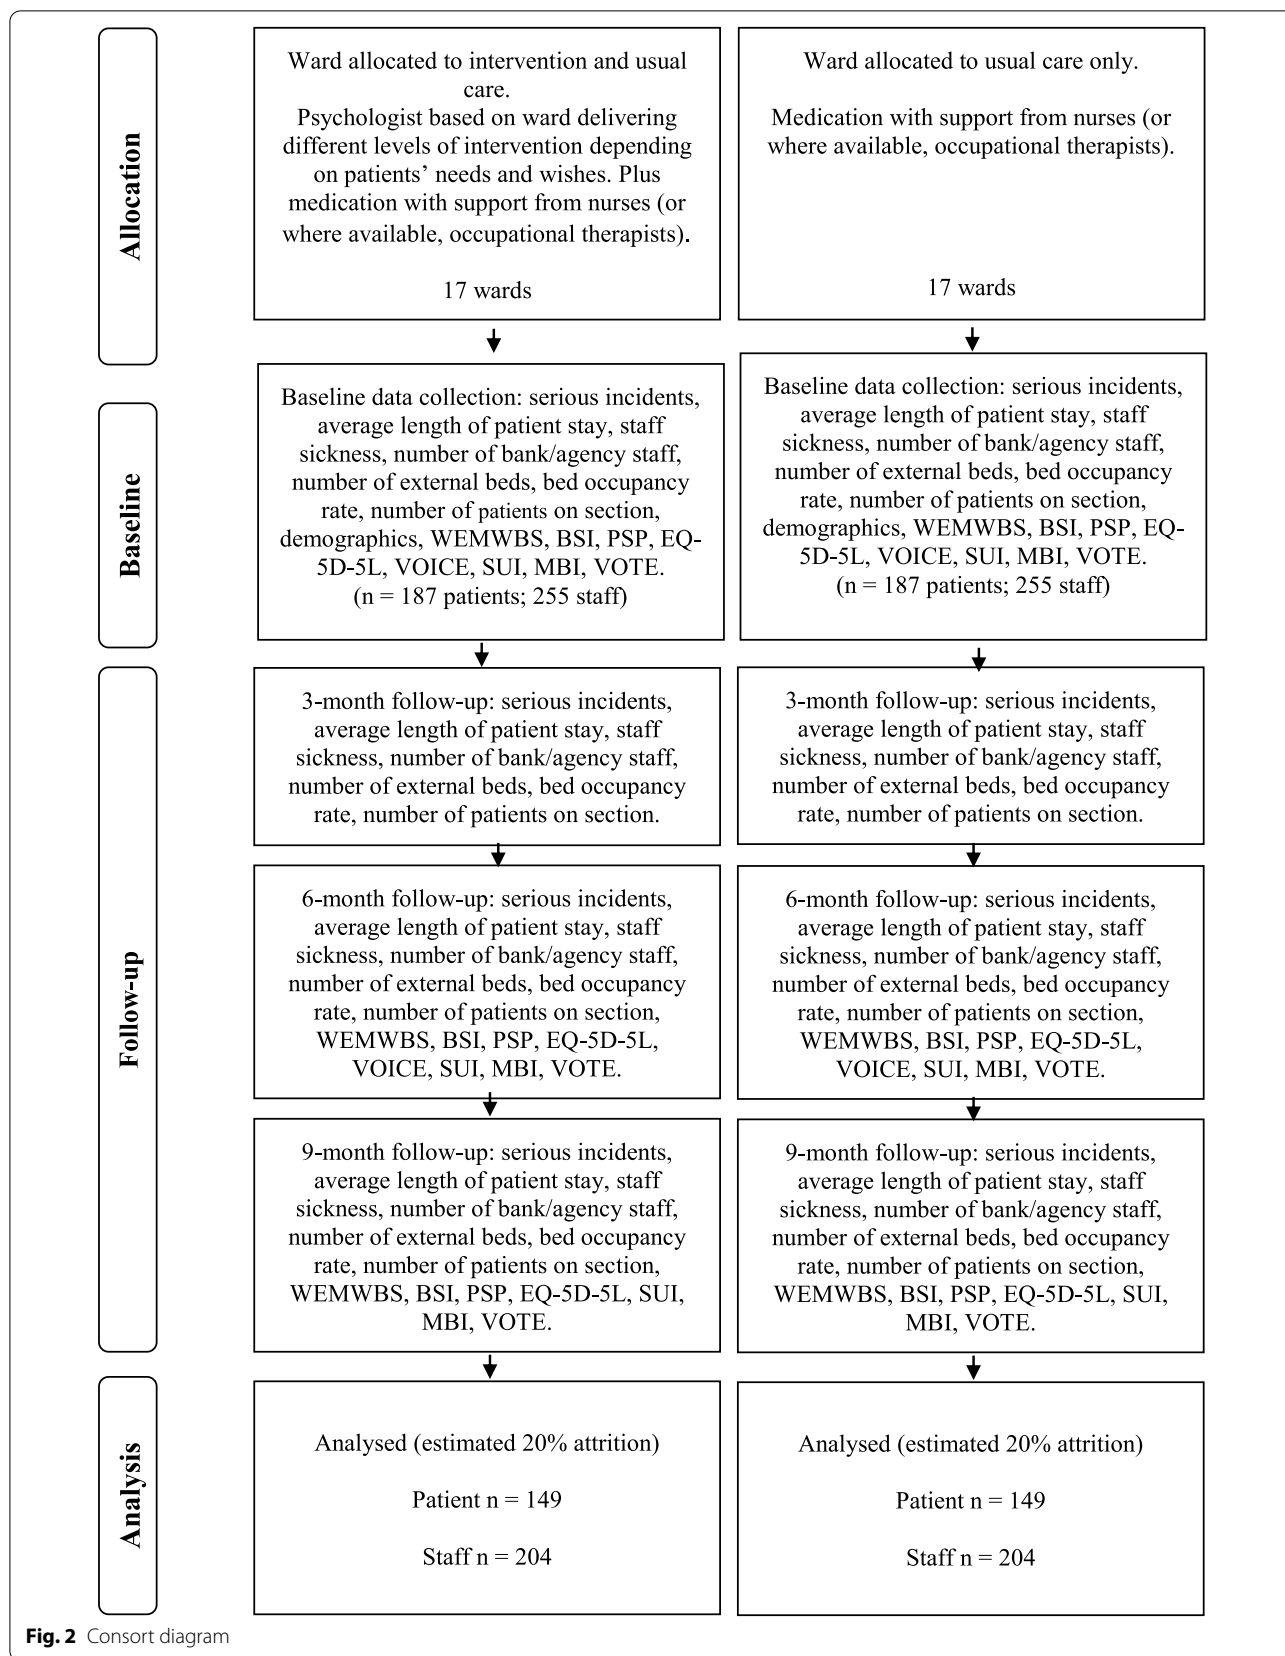 Allocation
Ward allocated to intervention and usual
care.
Psychologist based on ward delivering
different levels of intervention depending
on patients’ needs and wishes. Plus
medication with support from nurses (or
where available, occupational therapists).
17 wards
Ward allocated to usual care only.
Medication with support from nurses (or
where available, occupational therapists).
17 wards
Baseline
Baseline data collection: serious incidents,
average length of patient stay, staff
sickness, number of bank/agency staff,
number of external beds, bed occupancy
rate, number of patients on section,
demographics, WEMWBS, BSI, PSP, EQ-
5D-5L, VOICE, SUI, MBI, VOTE.
(n = 187 patients; 255 staff)
Baseline data collection: serious incidents,
average length of patient stay, staff
sickness, number of bank/agency staff,
number of external beds, bed occupancy
rate, number of patients on section,
demographics, WEMWBS, BSI, PSP, EQ-
5D-5L, VOICE, SUI, MBI, VOTE.
(n = 187 patients; 255 staff)
Follow-up
3-month follow-up: serious incidents,
average length of patient stay, staff
sickness, number of bank/agency staff,
number of external beds, bed occupancy
rate, number of patients on section.
3-month follow-up: serious incidents,
average length of patient stay, staff
sickness, number of bank/agency staff,
number of external beds, bed occupancy
rate, number of patients on section.
6-month follow-up: serious incidents,
average length of patient stay, staff
sickness, number of bank/agency staff,
number of external beds, bed occupancy
rate, number of patients on section,
WEMWBS, BSI, PSP, EQ-5D-5L,
VOICE, SUI, MBI, VOTE.
6-month follow-up: serious incidents,
average length of patient stay, staff
sickness, number of bank/agency staff,
number of external beds, bed occupancy
rate, number of patients on section,
WEMWBS, BSI, PSP, EQ-5D-5L,
VOICE, SUI, MBI, VOTE.
9-month follow-up: serious incidents,
average length of patient stay, staff
sickness, number of bank/agency staff,
number of external beds, bed occupancy
rate, number of patients on section,
WEMWBS, BSI, PSP, EQ-5D-5L, SUI,
MBI, VOTE.
9-month follow-up: serious incidents,
average length of patient stay, staff
sickness, number of bank/agency staff,
number of external beds, bed occupancy
rate, number of patients on section,
WEMWBS, BSI, PSP, EQ-5D-5L, SUI,
MBI, VOTE.
Analysis
Analysed (estimated 20% attrition)
Patient n = 149
Staff n = 204
Analysed (estimated 20% attrition)
Patient n = 149
Staff n = 204
Fig. 2 Consort diagram